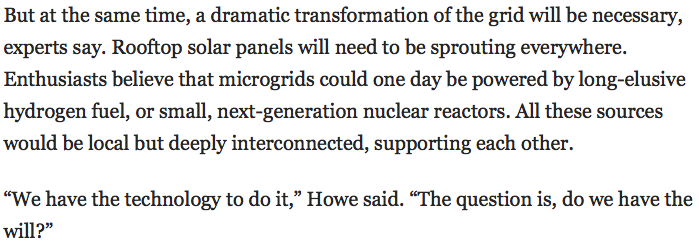 But at the same time, a dramatic transformation of the grid will be necessary,
experts say. Rooftop solar panels will need to be sprouting everywhere.
Enthusiasts believe that microgrids could one day be powered by long-elusive
hydrogen fuel, or small, next-generation nuclear reactors. All these sources
would be local but deeply interconnected, supporting each other.
“We have the technology to do it,” Howe said. “The question is, do we have the
will?”